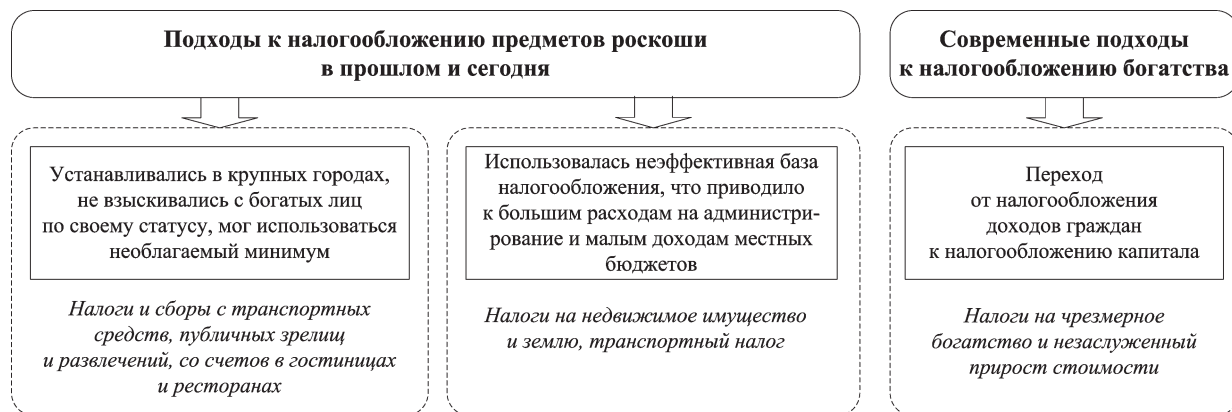 Подходы к налогообложению предметов роскоши
в прошлом и сегодня
Современные подходы
к налогообложению богатства
Устанавливались в крупных городах,
не взыскивались с богатых лиц
по своему статусу, мог использоваться
необлагаемый минимум
Налоги и сборы с транспортных
средств, публичных зрелищ
и развлечений, со счетов в гостиницах
и ресторанах
Использовалась неэффективная база
налогообложения, что приводило
к большим расходам на администри-
рование и малым доходам местных
бюджетов
Налоги на недвижимое имущество
и землю, транспортный налог
Переход
от налогообложения
доходов граждан
к налогообложению капитала
Налоги на чрезмерное
богатство и незаслуженный
прирост стоимости